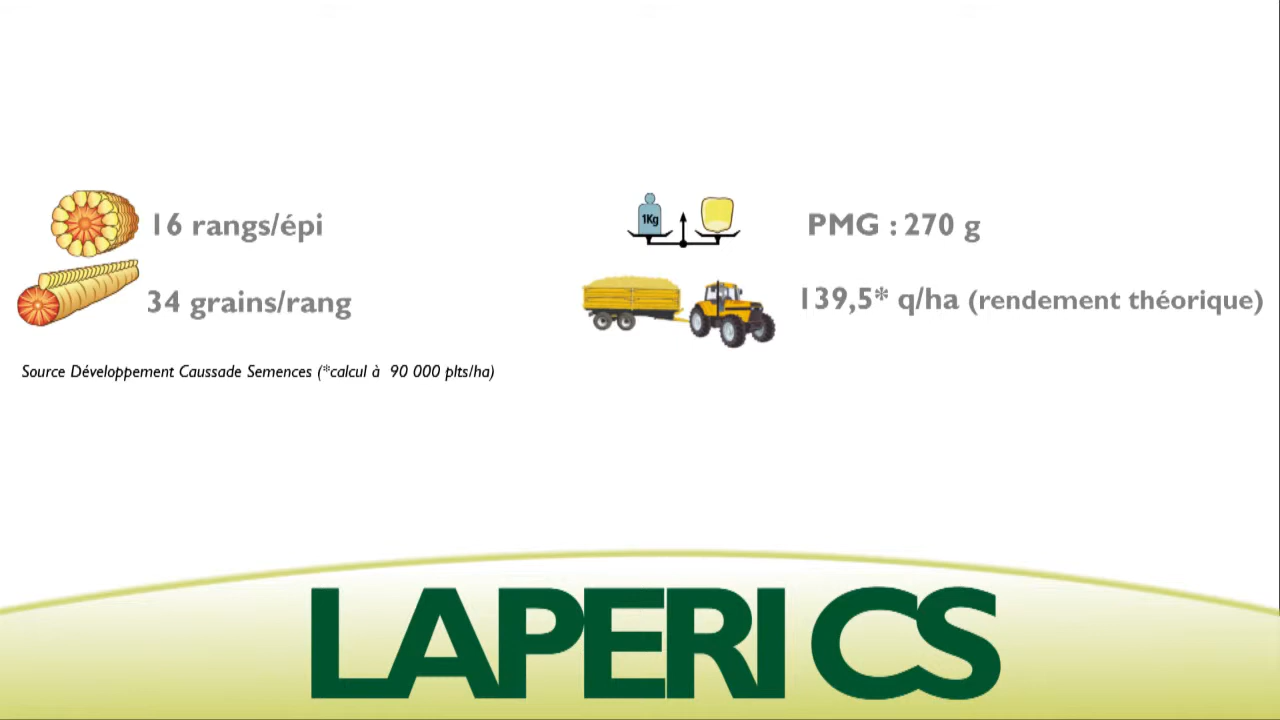 16 rangs/épi
34 grains/rang
1Kg
PMG : 270 g
139,5* q/ha (rendement théorique)
Source Développement Caussade Semences (*calcul à 90 000 plts/ha)
LAPERI CS